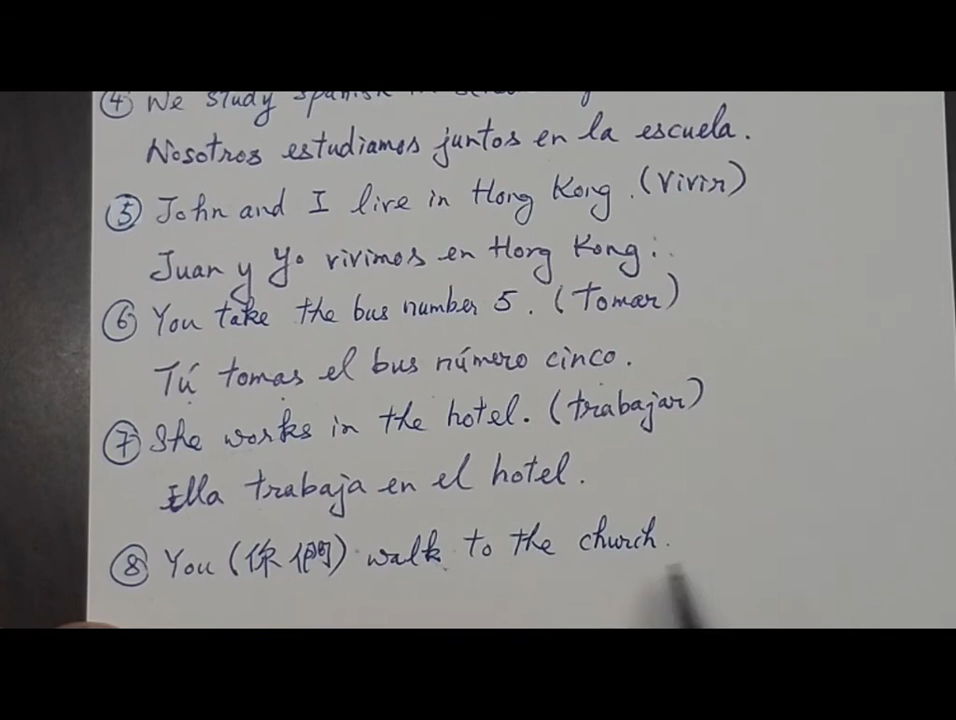 ④ We study Spanish
Nosotros estudiamos juntos en la escuela.
⑤ John and I live in Hong Kong. (vivir)
Juan y Yo vivimos en Hong Kong.
⑥ You take the bus number 5. (tomar)
Tú tomas el bus número cinco.
⑦ She works in the hotel. (trabajar)
Ella trabaja en el hotel.
⑧ You (你們) walk to the church.